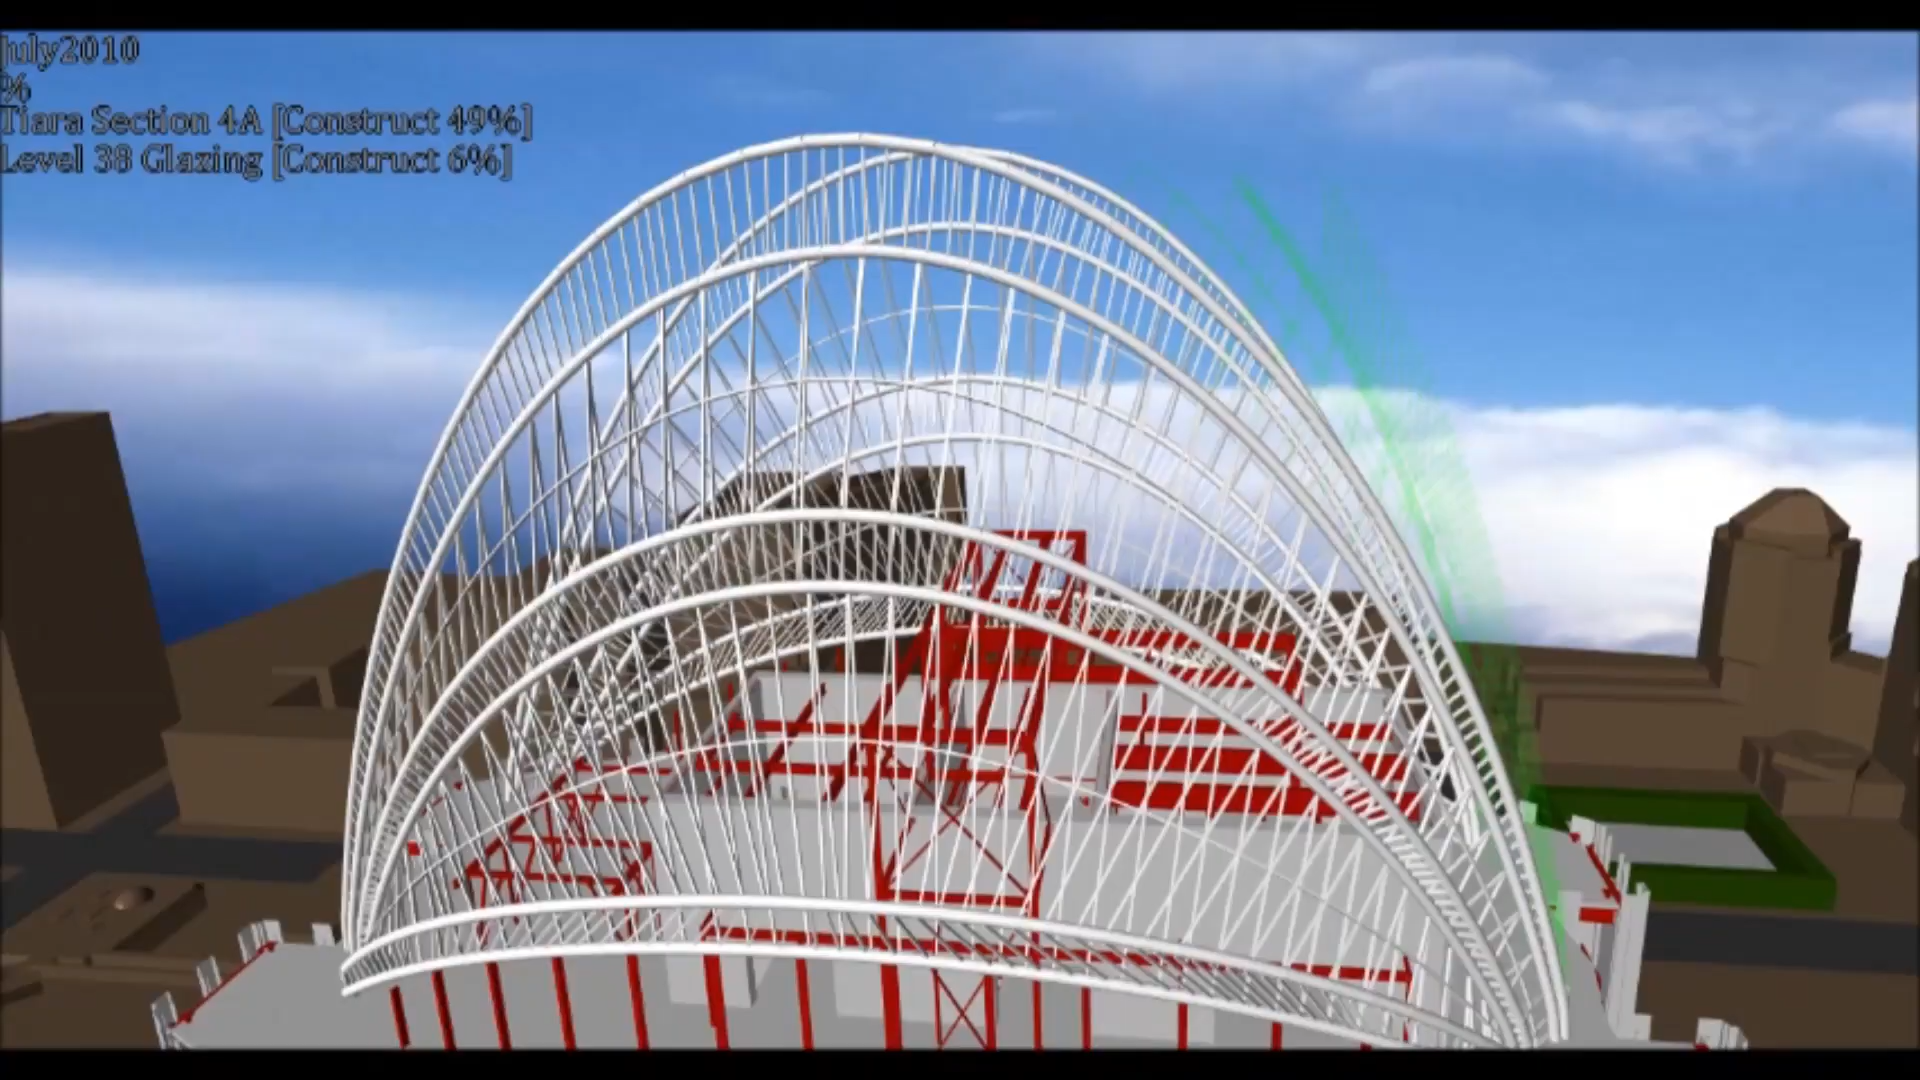 July2010
%
Tiara Section 4A [Construct 49%]
Level 38 Glazing [Construct 6%]